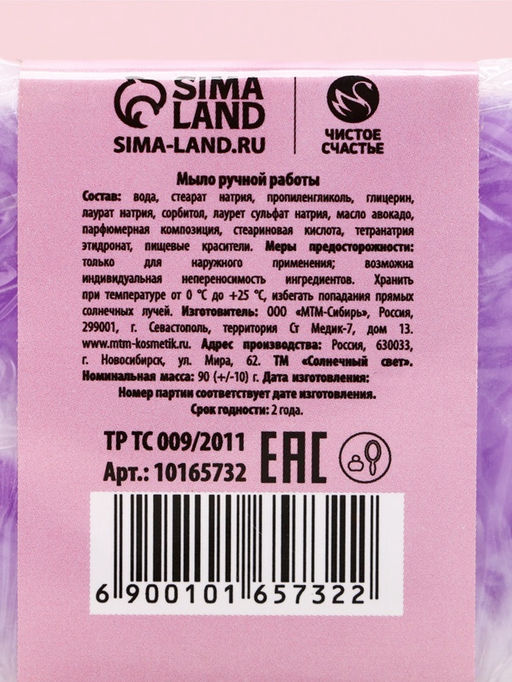 SIMA
LAND
SIMA-LAND.RU
ЧИСТОЕ
СЧАСТЬЕ
Мыло ручной работы
Состав: вода, стеарат натрия, пропиленгликоль, глицерин,
лаурат натрия, сорбитол, лаурет сульфат натрия, масло авокадо,
парфюмерная композиция, стеариновая кислота, тетранатрия
этидронат, пищевые красители. Меры предосторожности:
только для наружного применения; возможна
индивидуальная непереносимость ингредиентов. Хранить
при температуре от 0 °С до +25 °С, избегать попадания прямых
солнечных лучей. Изготовитель: ООО «МТМ-Сибирь», Россия,
299001, г. Севастополь, территория Ст Медик-7, дом 13.
www.mtm-kosmetik.ru. Адрес производства: Россия, 630033,
г. Новосибирск, ул. Мира, 62. ТМ «Солнечный свет».
Номинальная масса: 90 (+/-10) г. Дата изготовления:
Номер партии соответствует дате изготовления.
Срок годности: 2 года.
ТР ТС 009/2011
Арт.: 10165732
EAC
6 900101 657322